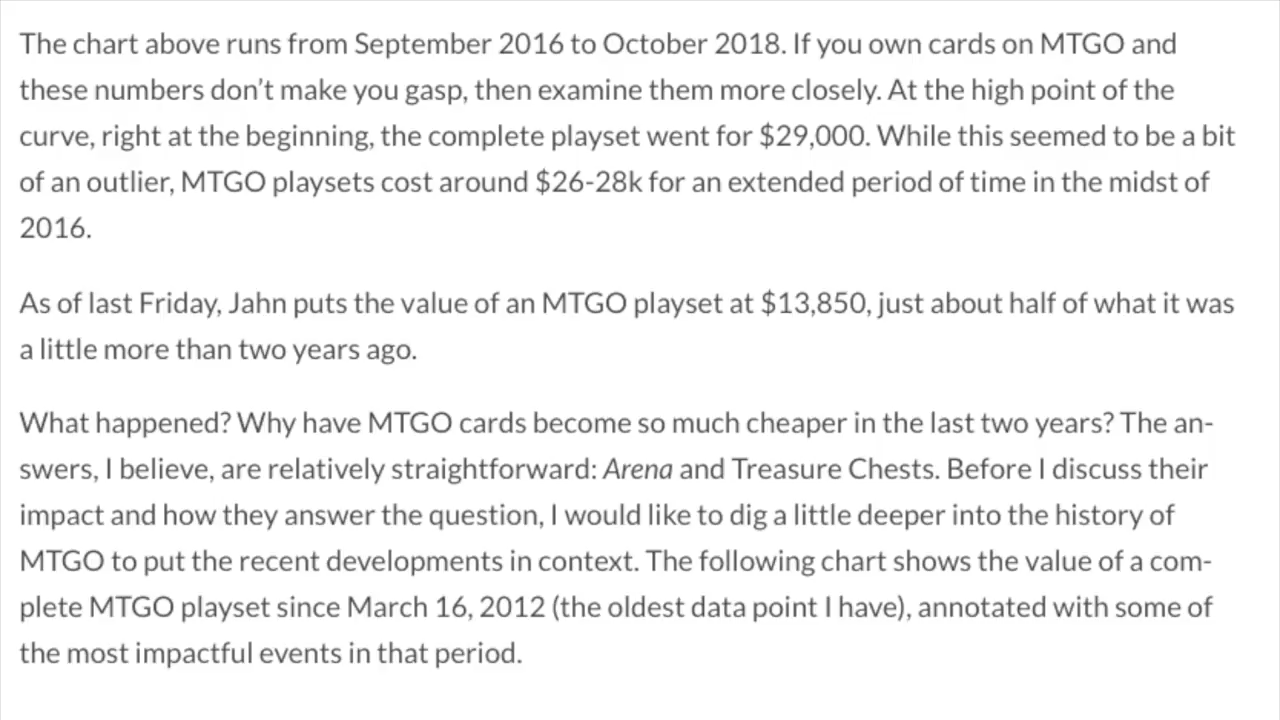 The chart above runs from September 2016 to October 2018. If you own cards on MTGO and
these numbers don’t make you gasp, then examine them more closely. At the high point of the
curve, right at the beginning, the complete playset went for $29,000. While this seemed to be a bit
of an outlier, MTGO playsets cost around $26-28k for an extended period of time in the midst of
2016.
As of last Friday, Jahn puts the value of an MTGO playset at $13,850, just about half of what it was
a little more than two years ago.
What happened? Why have MTGO cards become so much cheaper in the last two years? The an-
swers, I believe, are relatively straightforward: Arena and Treasure Chests. Before I discuss their
impact and how they answer the question, I would like to dig a little deeper into the history of
MTGO to put the recent developments in context. The following chart shows the value of a com-
plete MTGO playset since March 16, 2012 (the oldest data point I have), annotated with some of
the most impactful events in that period.